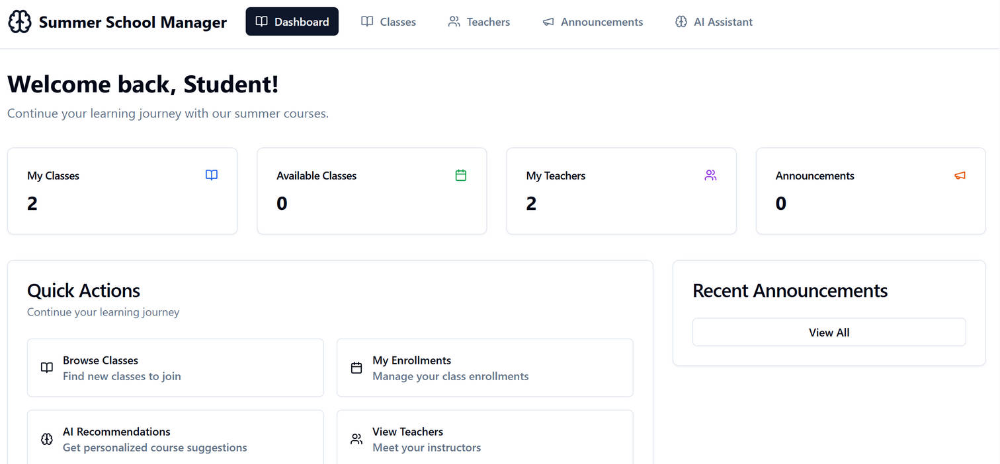 Summer School Manager
Dashboard
Classes
Teachers
Announcements
AI Assistant
Welcome back, Student!
Continue your learning journey with our summer courses.
My Classes
2
Available Classes
0
My Teachers
2
Announcements
0
Quick Actions
Continue your learning journey
Browse Classes
Find new classes to join
My Enrollments
Manage your class enrollments
AI Recommendations
Get personalized course suggestions
View Teachers
Meet your instructors
Recent Announcements
View All